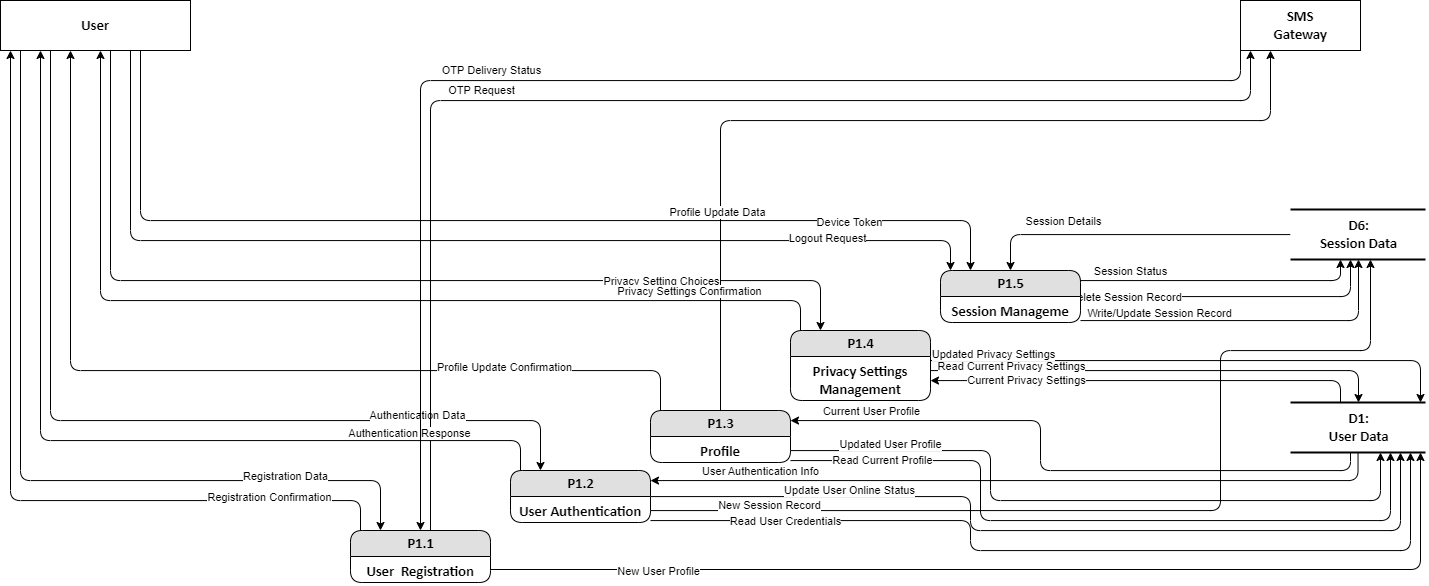 User
SMS
Gateway
OTP Delivery Status
OTP Request
Profile Update Data
Device Token
Logout Request
Session Details
D6:
Session Data
P1.5
Session Manageme
Session Status
elete Session Record
Write/Update Session Record
Privacy Setting Choices
Privacy Settings Confirmation
P1.4
Privacy Settings
Management
Updated Privacy Settings
Read Current Privacy Settings
Current Privacy Settings
Profile Update Confirmation
D1:
User Data
P1.3
Profile
Current User Profile
Updated User Profile
Read Current Profile
Authentication Data
Authentication Response
User Authentication Info
P1.2
User Authentication
Update User Online Status
New Session Record
Read User Credentials
Registration Data
Registration Confirmation
P1.1
User Registration
New User Profile